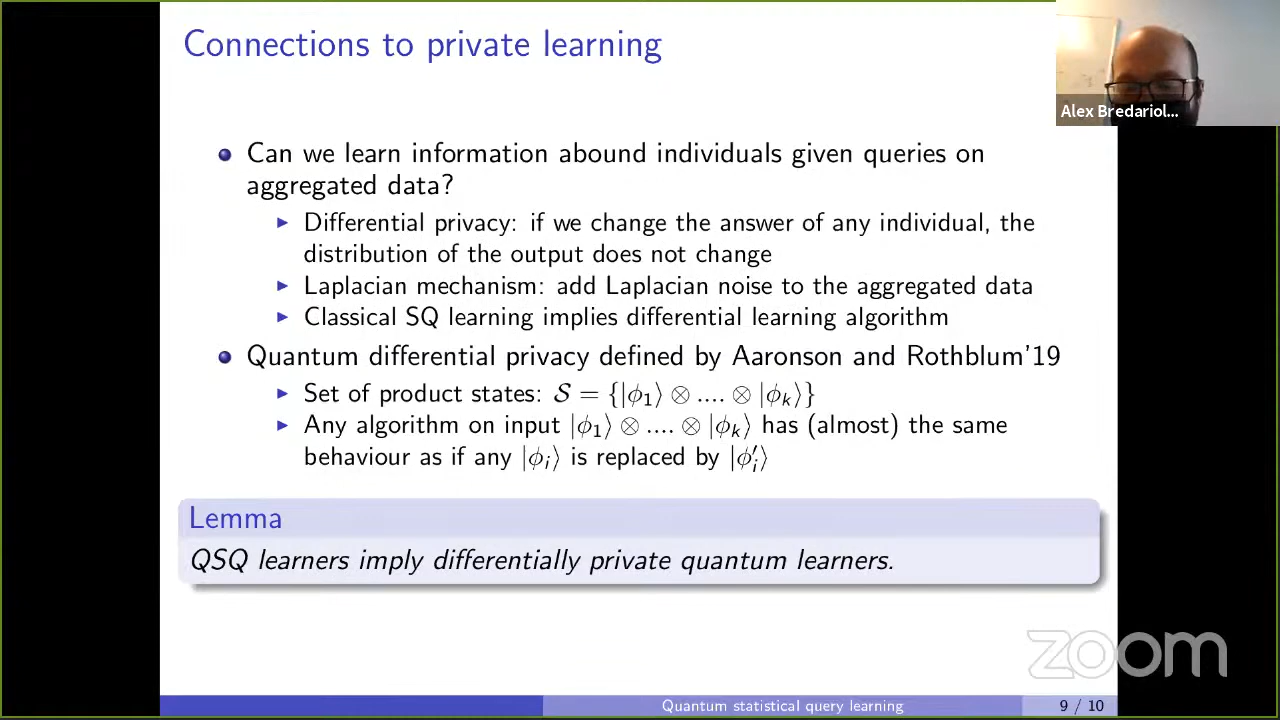 Connections to private learning
Alex Bredariol...
Can we learn information abound individuals given queries on
aggregated data?
Differential privacy: if we change the answer of any individual, the
distribution of the output does not change
Laplacian mechanism: add Laplacian noise to the aggregated data
Classical SQ learning implies differential learning algorithm
Quantum differential privacy defined by Aaronson and Rothblum'19
Set of product states: 𝒮 = {|ϕ₁⟩ ⊗ .... ⊗ |ϕₖ⟩}
Any algorithm on input |ϕ₁⟩ ⊗ .... ⊗ |ϕₖ⟩ has (almost) the same
behaviour as if any |ϕᵢ⟩ is replaced by |ϕ′ᵢ⟩
Lemma
QSQ learners imply differentially private quantum learners.
zoom
Quantum statistical query learning
9 / 10